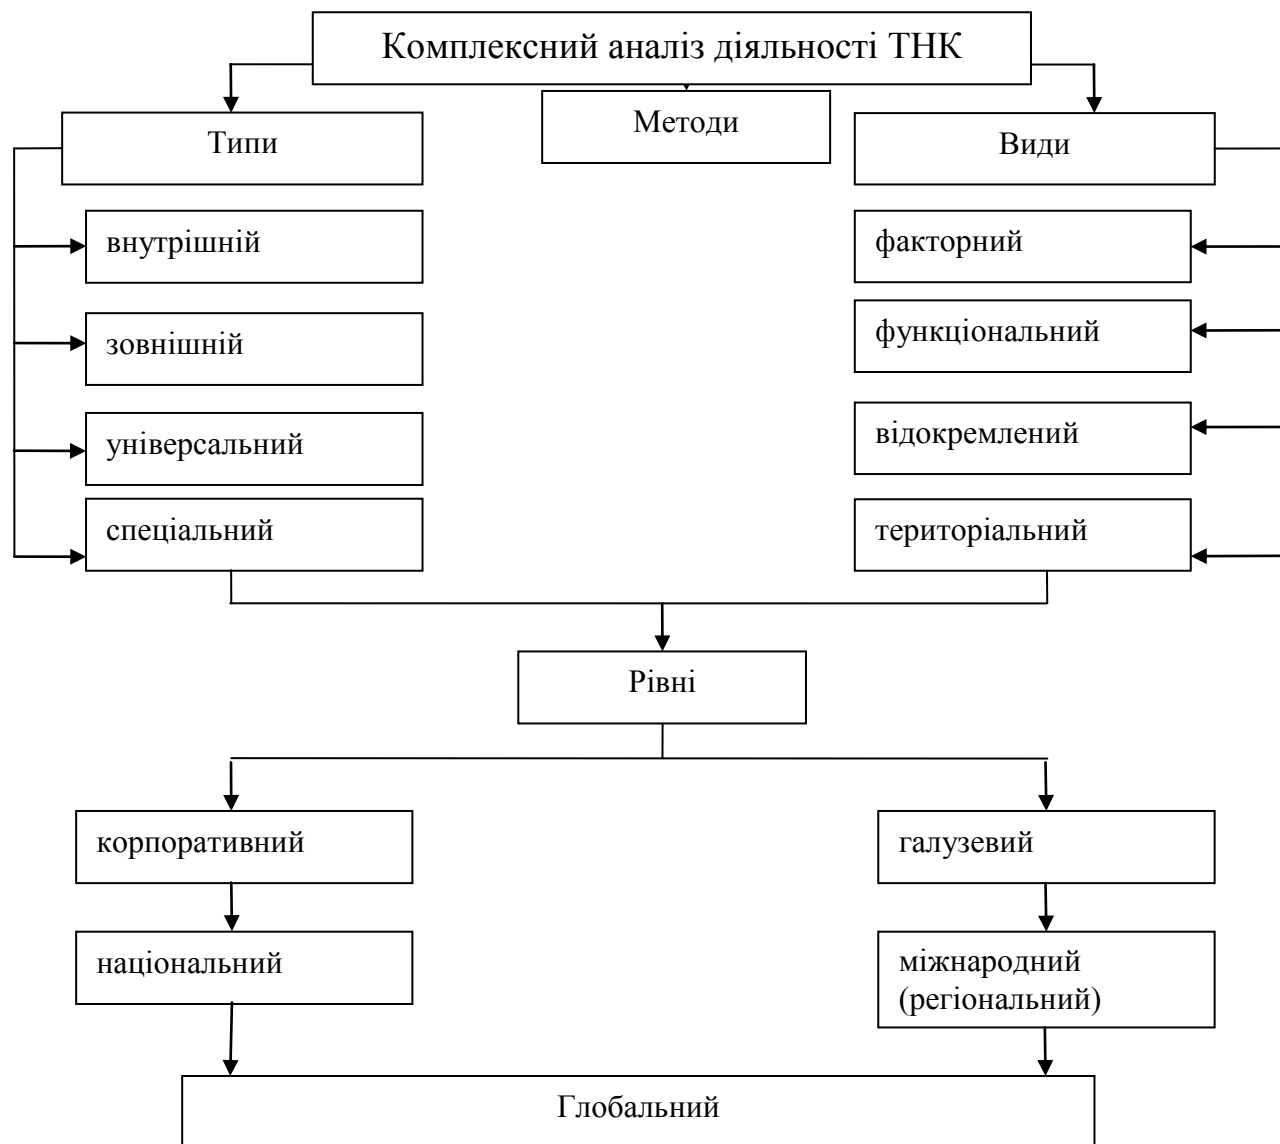 Комплексний аналіз діяльності ТНК
Методи
Типи
Види
внутрішній
факторний
зовнішній
функціональний
універсальний
відокремлений
спеціальний
територіальний
Рівні
корпоративний
галузевий
національний
міжнародний
(регіональний)
Глобальний